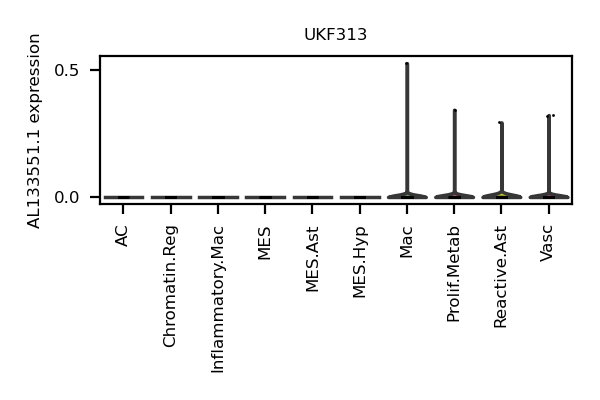 UKF313
AL133551.1 expression
0.5
0.0
AC
Chromatin.Reg
Inflammatory.Mac
MES
MES.Ast
MES.Hyp
Mac
Prolif.Metab
Reactive.Ast
Vasc